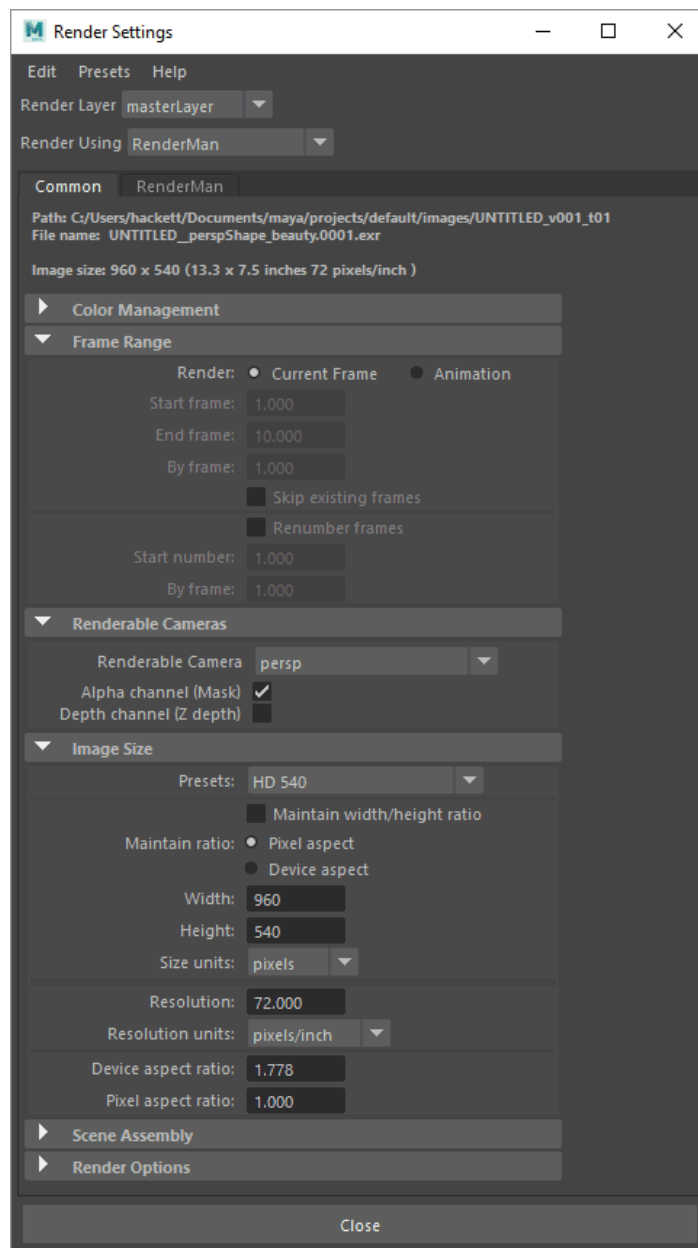 Render Settings
Edit Presets Help
Render Layer masterLayer
Render Using RenderMan
Common RenderMan
Path: C:/Users/hackett/Documents/maya/projects/default/images/UNTITLED_v001_t01
File name: UNTITLED__perspShape_beauty.0001.exr
Image size: 960 x 540 (13.3 x 7.5 inches 72 pixels/inch )
Color Management
Frame Range
Render: Current Frame Animation
Start frame: 1.000
End frame: 10.000
By frame: 1.000
Skip existing frames
Renumber frames
Start number: 1.000
By frame: 1.000
Renderable Cameras
Renderable Camera persp
Alpha channel (Mask)
Depth channel (Z depth)
Image Size
Presets: HD 540
Maintain width/height ratio
Maintain ratio: Pixel aspect
Device aspect
Width: 960
Height: 540
Size units: pixels
Resolution: 72.000
Resolution units: pixels/inch
Device aspect ratio: 1.778
Pixel aspect ratio: 1.000
Scene Assembly
Render Options
Close